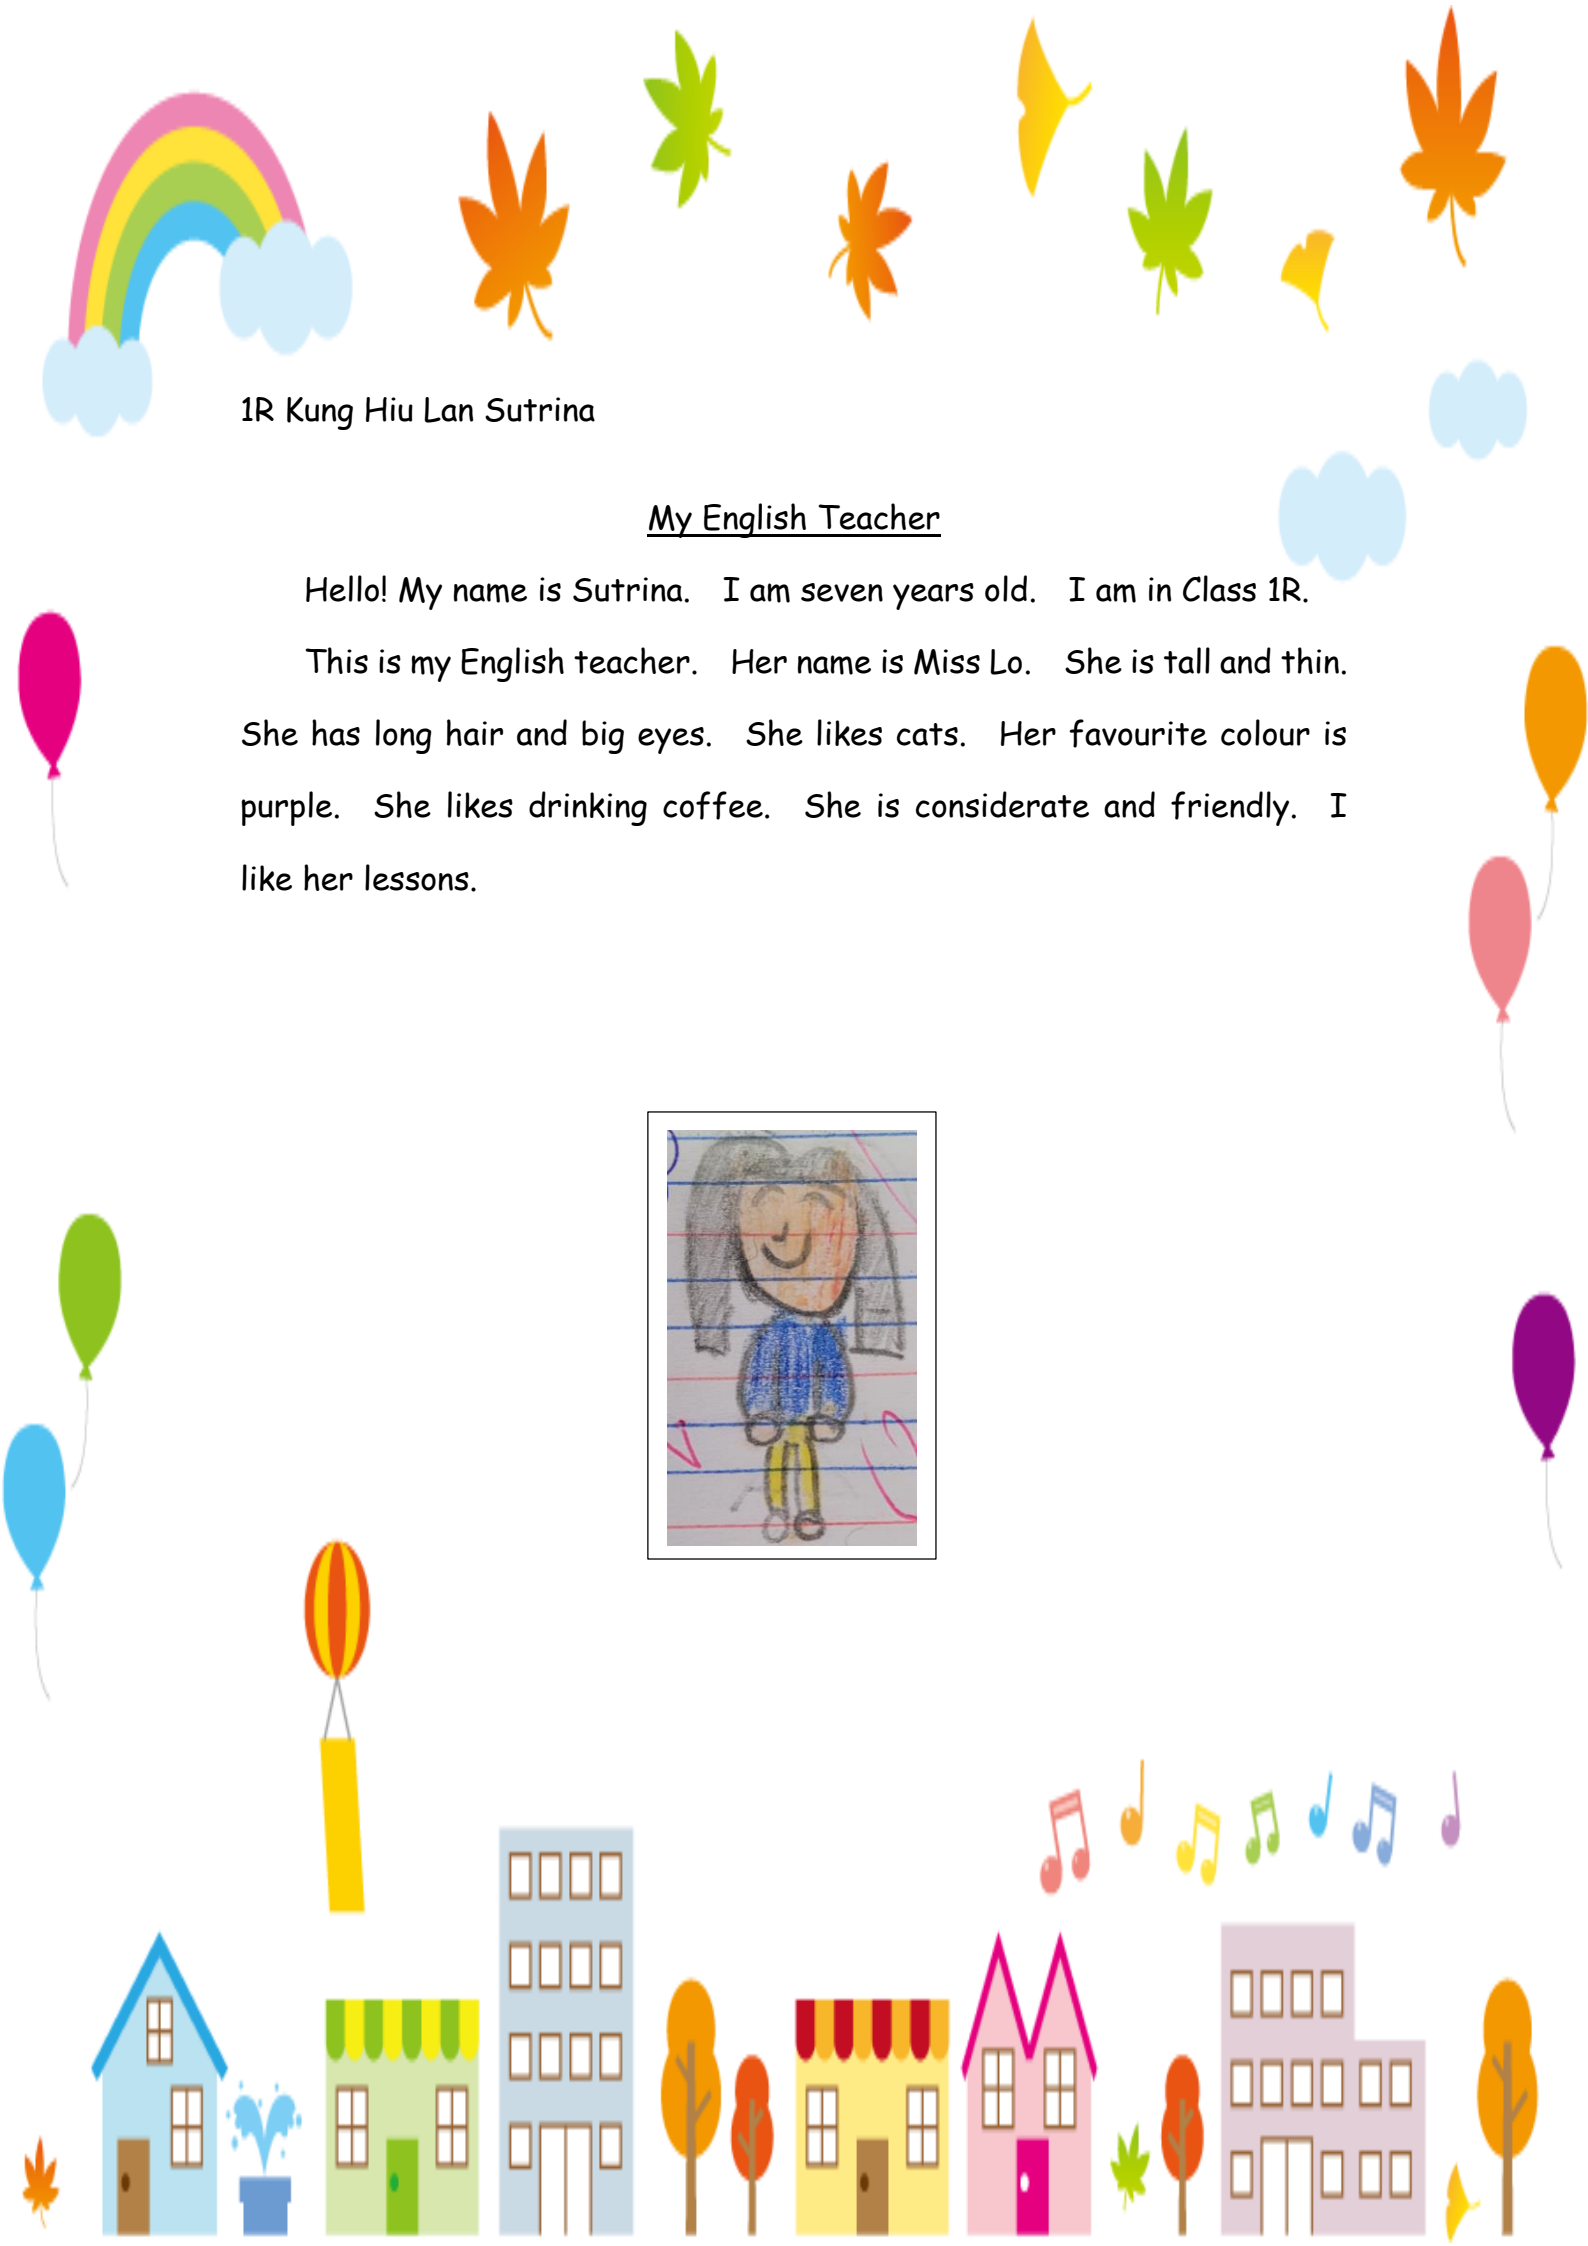 1R Kung Hiu Lan Sutrina
My English Teacher
Hello! My name is Sutrina. I am seven years old. I am in Class 1R.
This is my English teacher. Her name is Miss Lo. She is tall and thin.
She has long hair and big eyes. She likes cats. Her favourite colour is
purple. She likes drinking coffee. She is considerate and friendly. I
like her lessons.